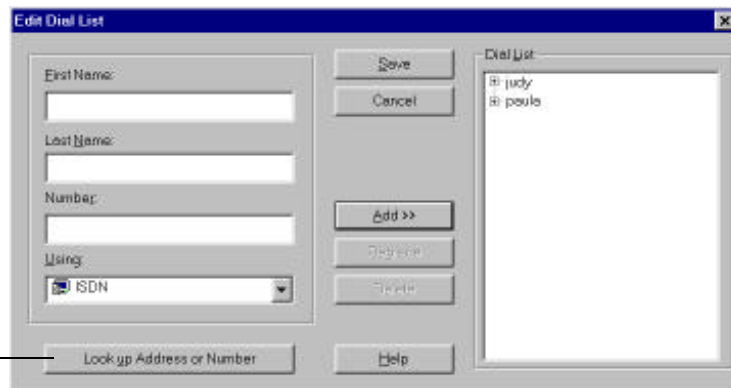 Edit Dial List
First Name:
Last Name:
Number:
Using:
ISDN
Look up Address or Number
Save
Cancel
Add >>
Delete
Help
Dial List
judy
paula